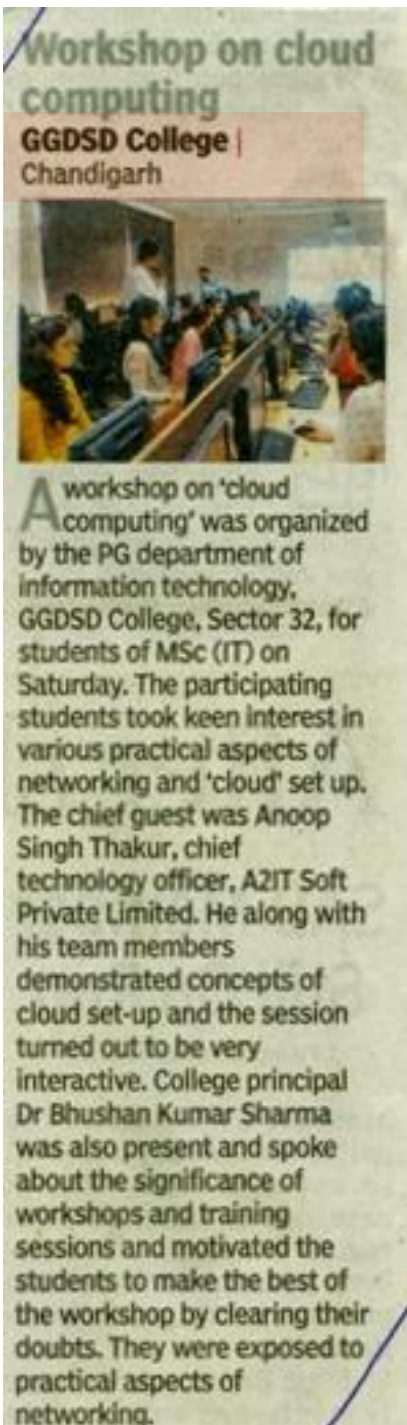 Workshop on cloud
computing
GGDSD College |
Chandigarh
A workshop on 'cloud
computing' was organized
by the PG department of
information technology,
GGDSD College, Sector 32, for
students of MSc (IT) on
Saturday. The participating
students took keen interest in
various practical aspects of
networking and 'cloud' set up.
The chief guest was Anoop
Singh Thakur, chief
technology officer, A2IT Soft
Private Limited. He along with
his team members
demonstrated concepts of
cloud set-up and the session
turned out to be very
interactive. College principal
Dr Bhushan Kumar Sharma
was also present and spoke
about the significance of
workshops and training
sessions and motivated the
students to make the best of
the workshop by clearing their
doubts. They were exposed to
practical aspects of
networking.